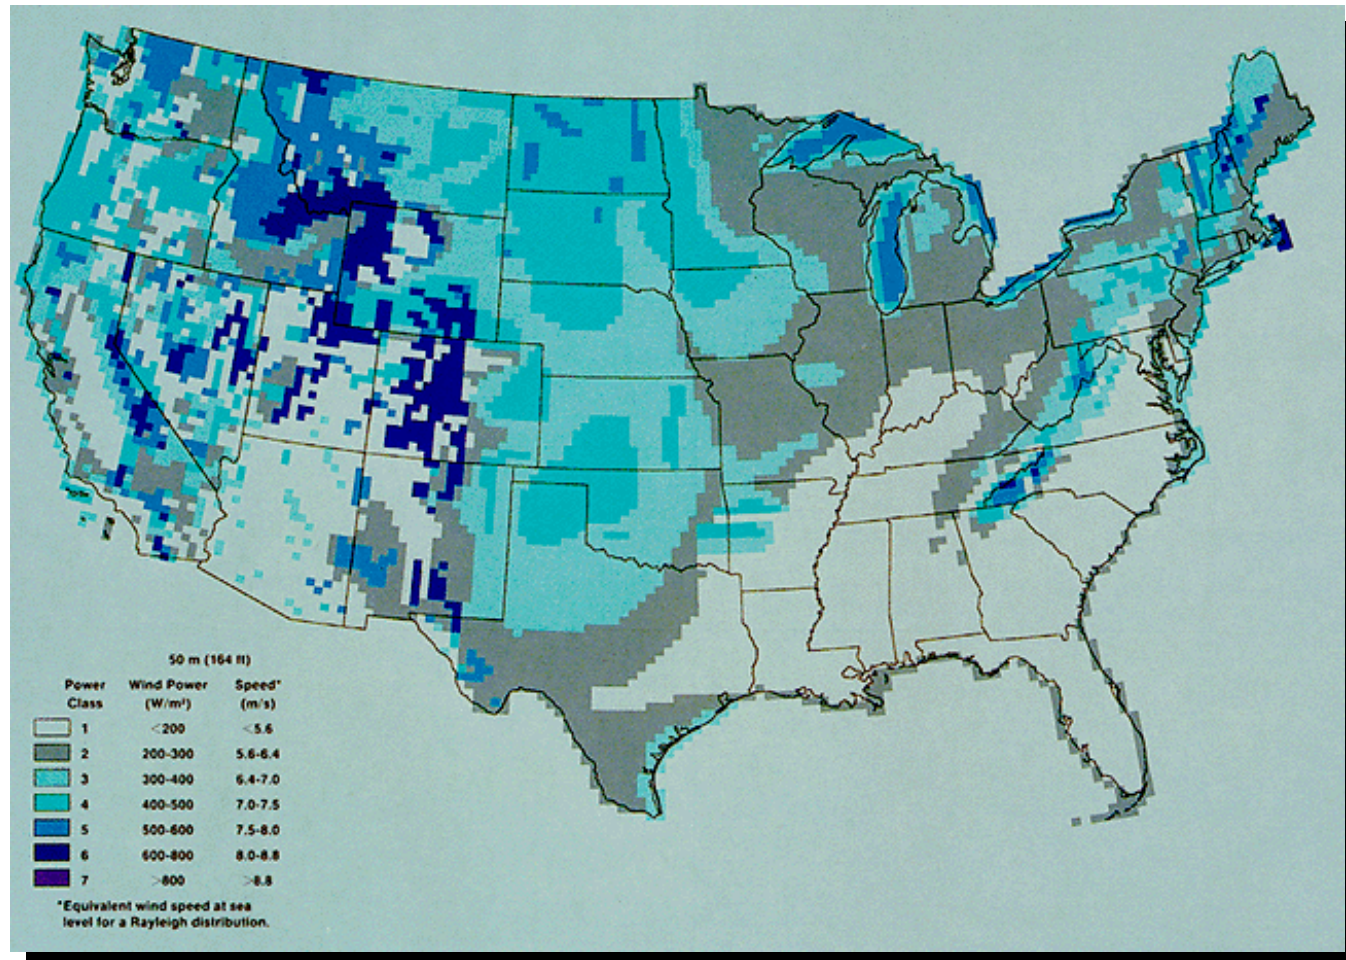 50 m (164 ft)
Power Wind Power Speed*
Class (W/m²) (m/s)
1 <200 <5.6
2 200-300 5.6-6.4
3 300-400 6.4-7.0
4 400-500 7.0-7.5
5 500-600 7.5-8.0
6 600-800 8.0-8.8
7 >800 >8.8
*Equivalent wind speed at sea
level for a Rayleigh distribution.